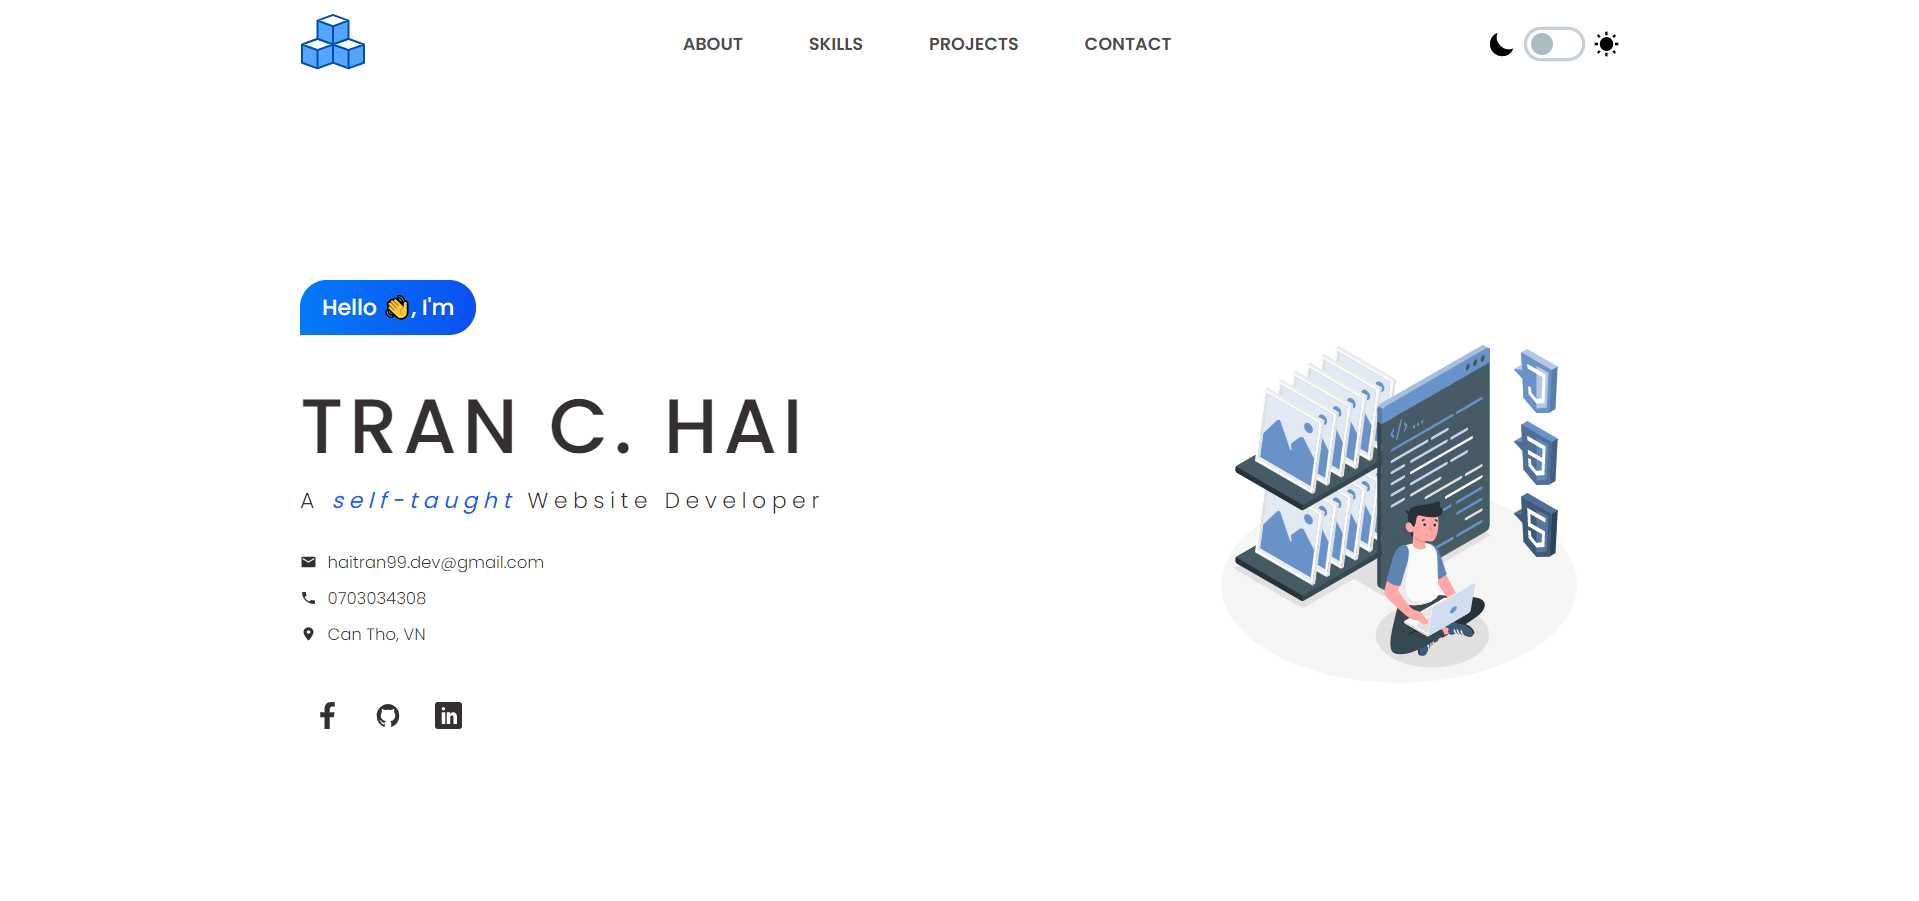 ABOUT SKILLS PROJECTS CONTACT
Hello 👋, I'm
TRAN C. HAI
A self-taught Website Developer
haitran99.dev@gmail.com
0703034308
Can Tho, VN